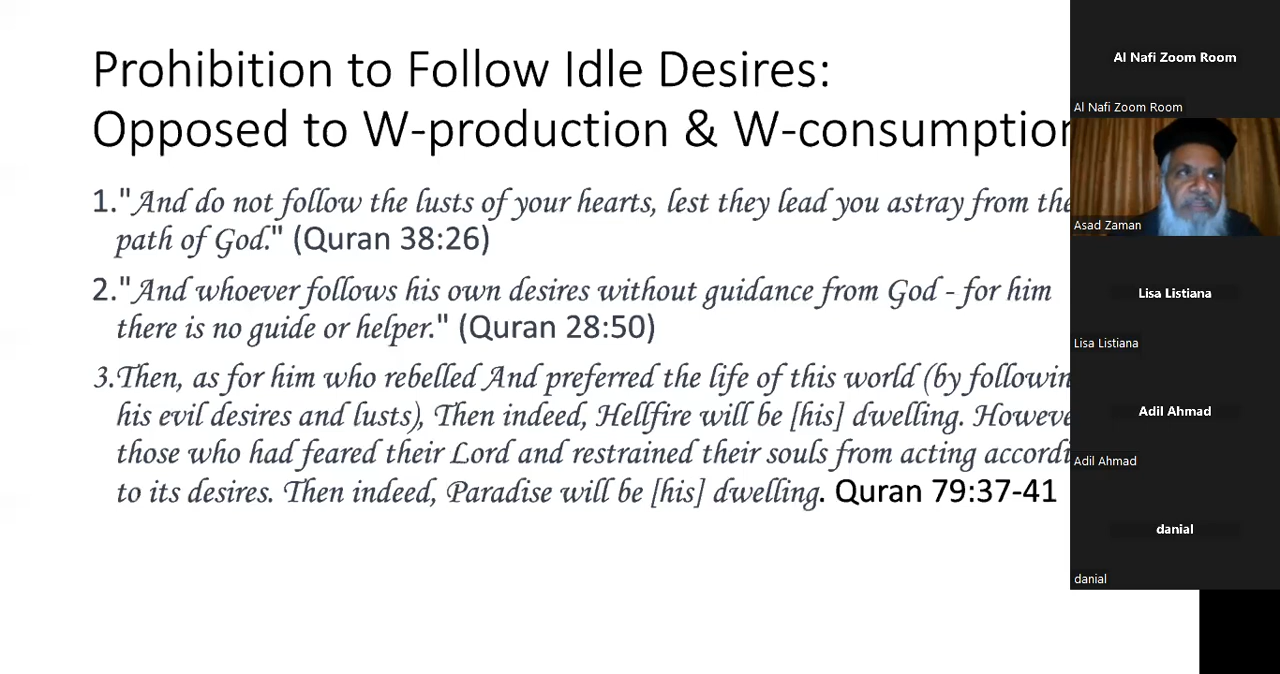 Prohibition to Follow Idle Desires:
Opposed to W-production & W-consumption
1."And do not follow the lusts of your hearts, lest they lead you astray from the
path of God." (Quran 38:26)
2."And whoever follows his own desires without guidance from God - for him
there is no guide or helper." (Quran 28:50)
3.Then, as for him who rebelled And preferred the life of this world (by followin
his evil desires and lusts), Then indeed, Hellfire will be [his] dwelling. Howeve
those who had feared their Lord and restrained their souls from acting accordi
to its desires. Then indeed, Paradise will be [his] dwelling. Quran 79:37-41
Al Nafi Zoom Room
Al Nafi Zoom Room
Asad Zaman
Lisa Listiana
Lisa Listiana
Adil Ahmad
Adil Ahmad
danial
danial